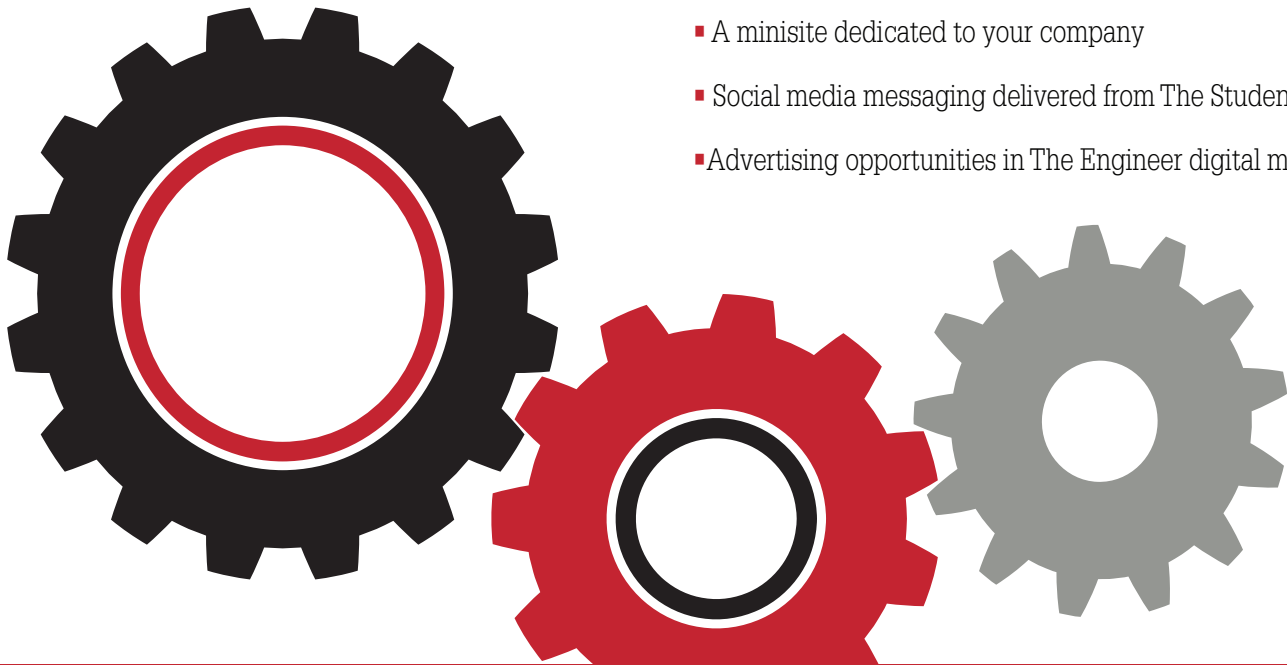 ▪ A minisite dedicated to your company
▪ Social media messaging delivered from The Studen
▪ Advertising opportunities in The Engineer digital m